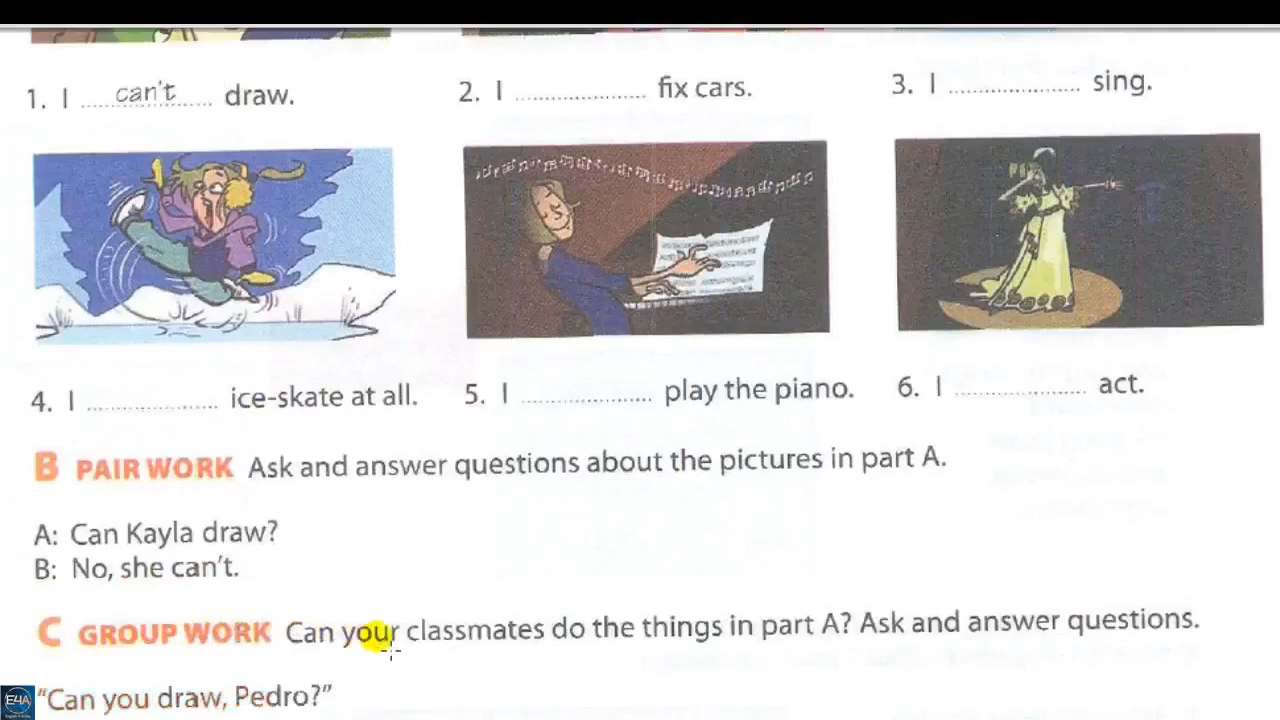 1. I can't draw. 2. I .................... fix cars. 3. I .................... sing.
4. I .................... ice-skate at all. 5. I .................... play the piano. 6. I .................... act.
B PAIR WORK Ask and answer questions about the pictures in part A.
A: Can Kayla draw?
B: No, she can't.
C GROUP WORK Can your classmates do the things in part A? Ask and answer questions.
E4A
"Can you draw, Pedro?"